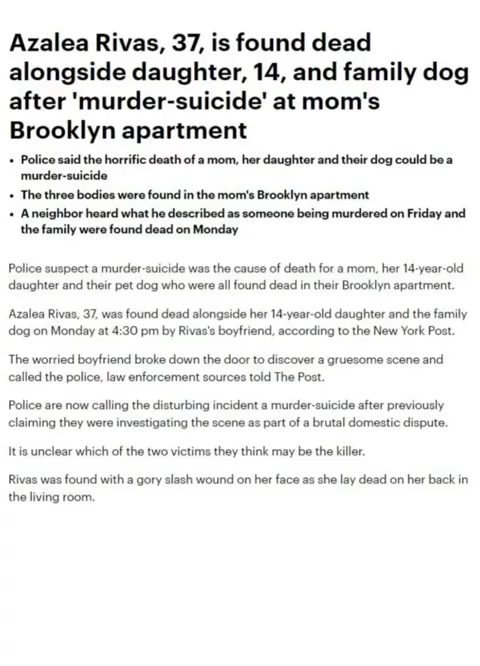 Azalea Rivas, 37, is found dead
alongside daughter, 14, and family dog
after 'murder-suicide' at mom's
Brooklyn apartment
• Police said the horrific death of a mom, her daughter and their dog could be a
murder-suicide
• The three bodies were found in the mom's Brooklyn apartment
• A neighbor heard what he described as someone being murdered on Friday and
the family were found dead on Monday
Police suspect a murder-suicide was the cause of death for a mom, her 14-year-old
daughter and their pet dog who were all found dead in their Brooklyn apartment.
Azalea Rivas, 37, was found dead alongside her 14-year-old daughter and the family
dog on Monday at 4:30 pm by Rivas's boyfriend, according to the New York Post.
The worried boyfriend broke down the door to discover a gruesome scene and
called the police, law enforcement sources told The Post.
Police are now calling the disturbing incident a murder-suicide after previously
claiming they were investigating the scene as part of a brutal domestic dispute.
It is unclear which of the two victims they think may be the killer.
Rivas was found with a gory slash wound on her face as she lay dead on her back in
the living room.